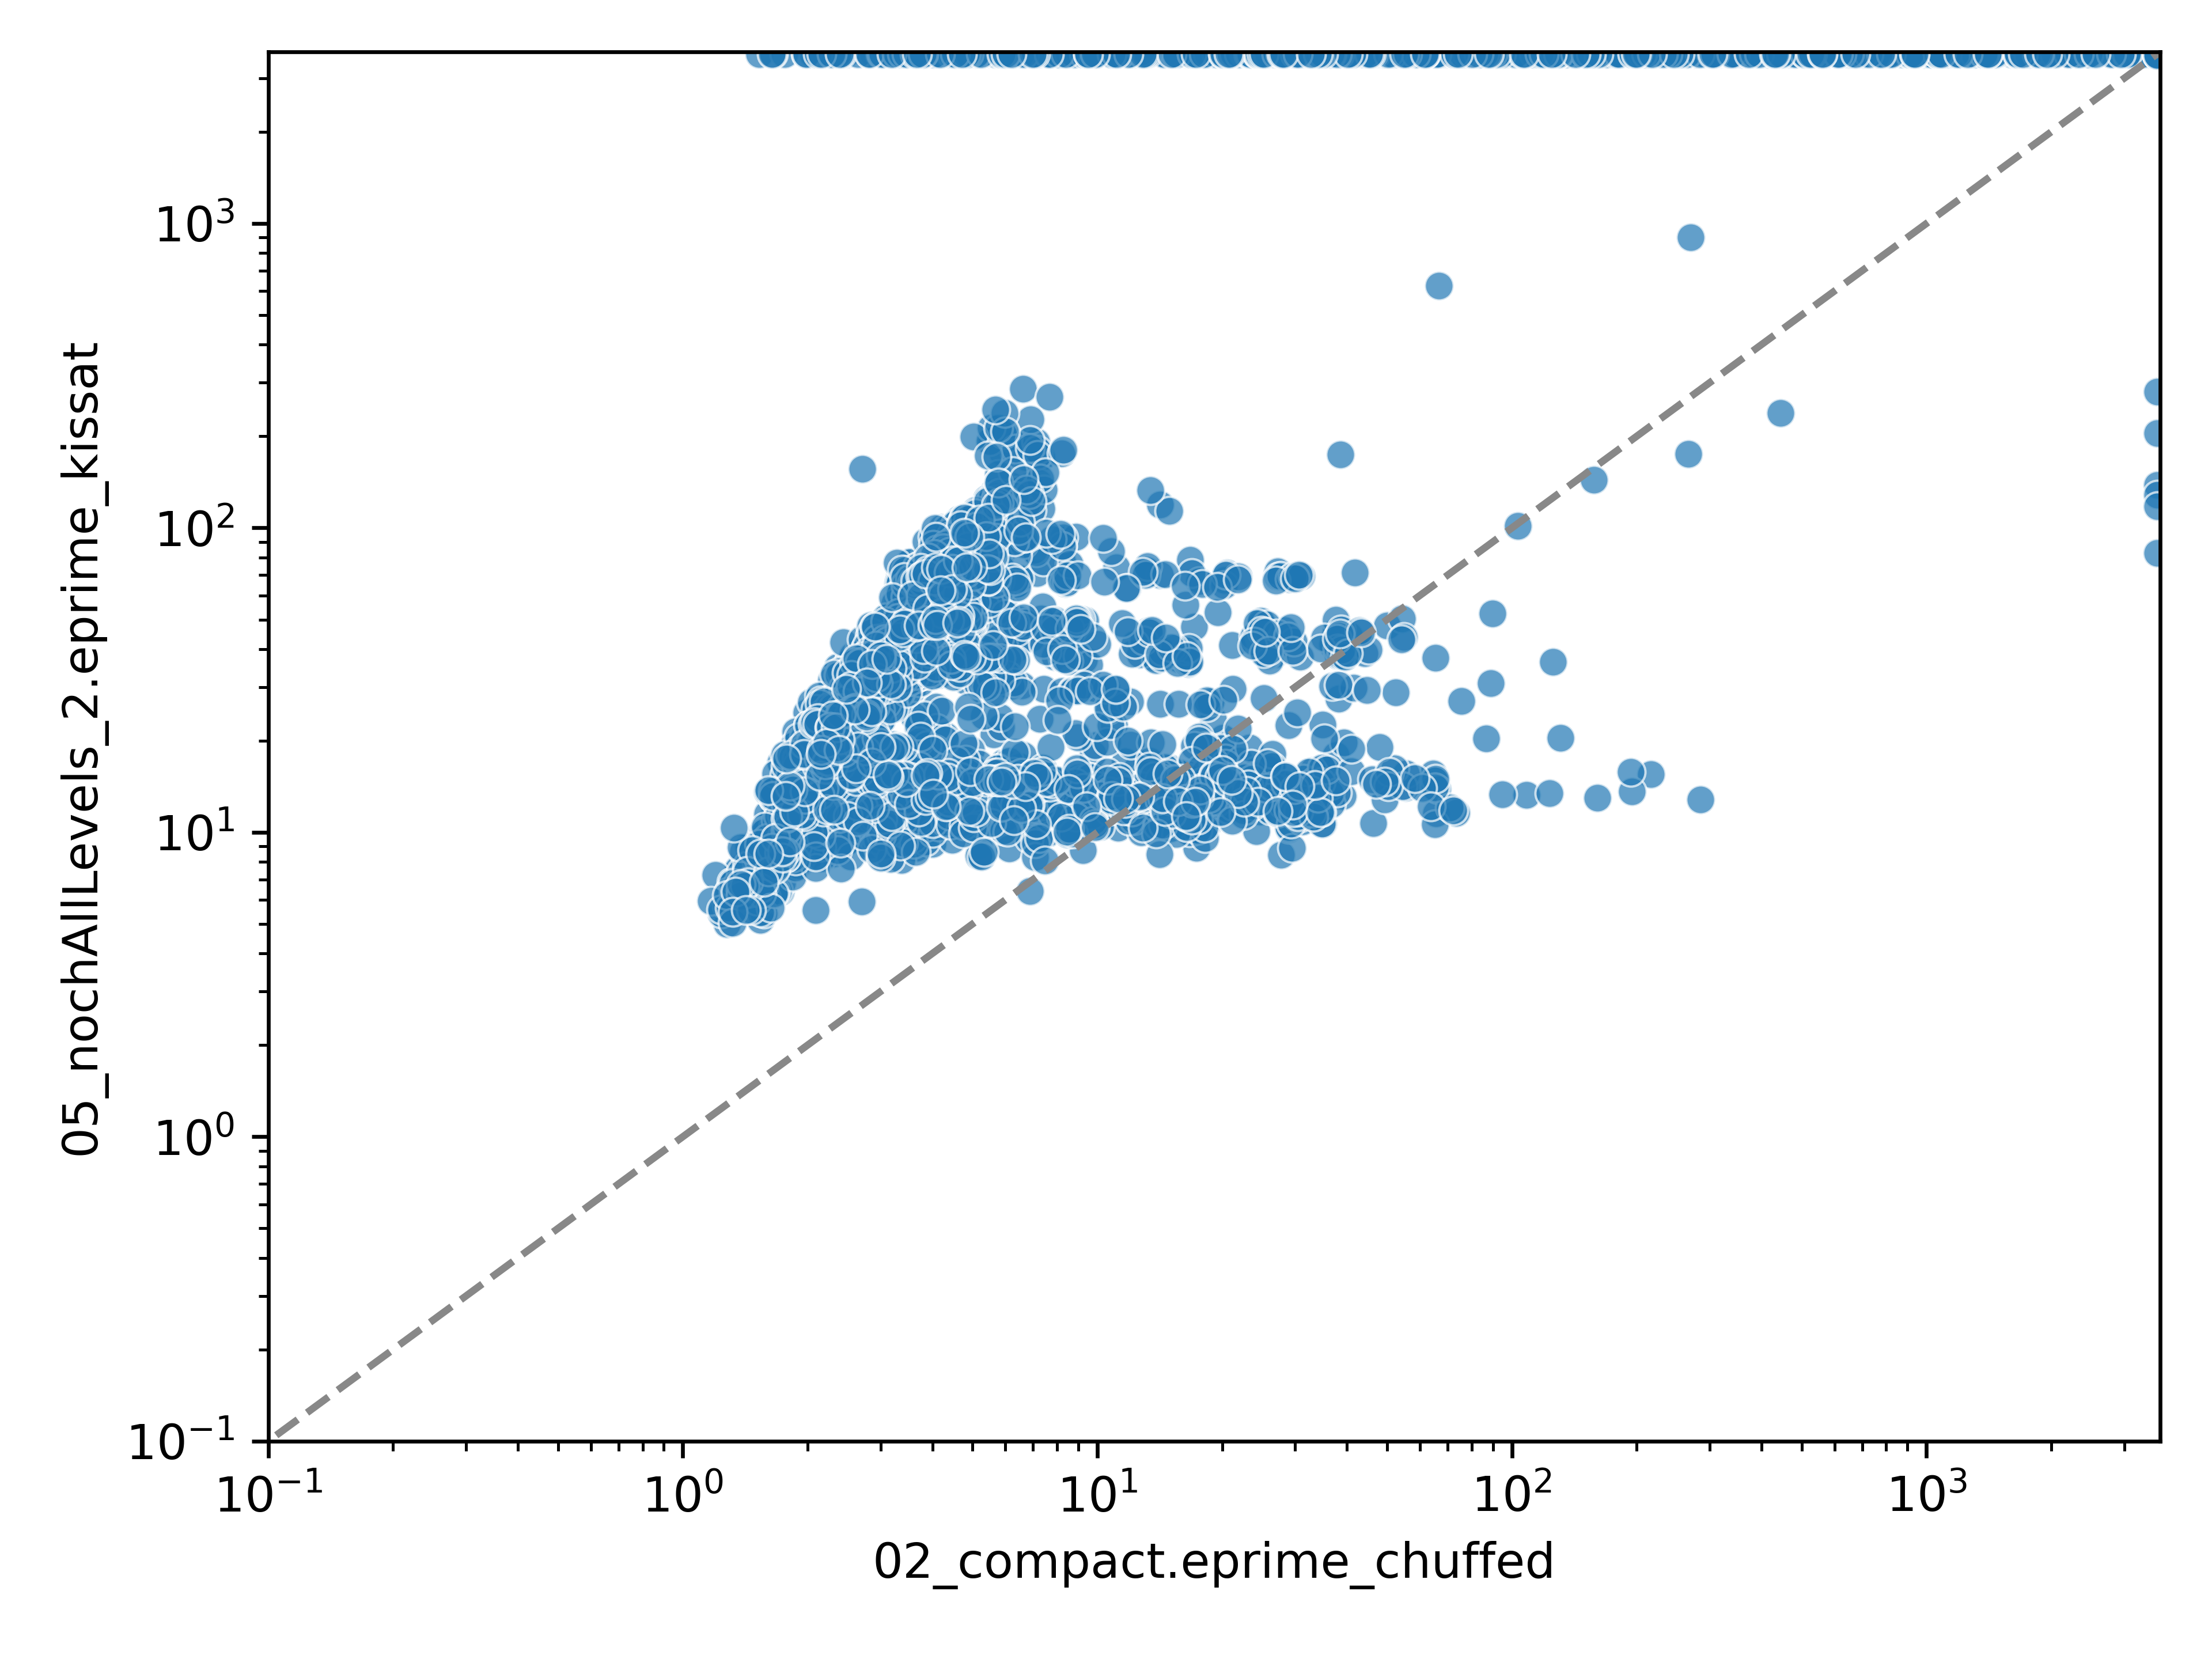 05_nochAllLevels_2.eprime_kissat
10³
10²
10¹
10⁰
10⁻¹
10⁻¹ 10⁰ 10¹ 10² 10³
02_compact.eprime_chuffed